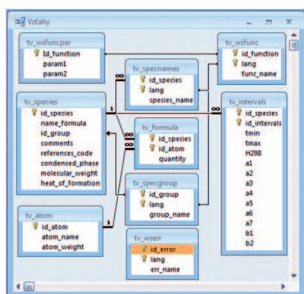 Vztahy
tv_wsfuncpar
Id_function
param1
param2
tv_specnames
id_species
lang
species_name
tv_wsfunc
id_function
lang
func_name
tv_species
id_species
name_formula
id_group
comments
references_code
condensed_phase
molecular_weight
heat_of_formation
tv_formula
id_species
id_atom
quantity
tv_intervals
id_species
id_intervals
tmin
tmax
H298
a1
a2
a3
a4
a5
a6
a7
b1
b2
tv_specgroup
id_group
lang
group_name
tv_atom
id_atom
atom_name
atom_weight
tv_wserr
id_error
lang
err_name
1
1